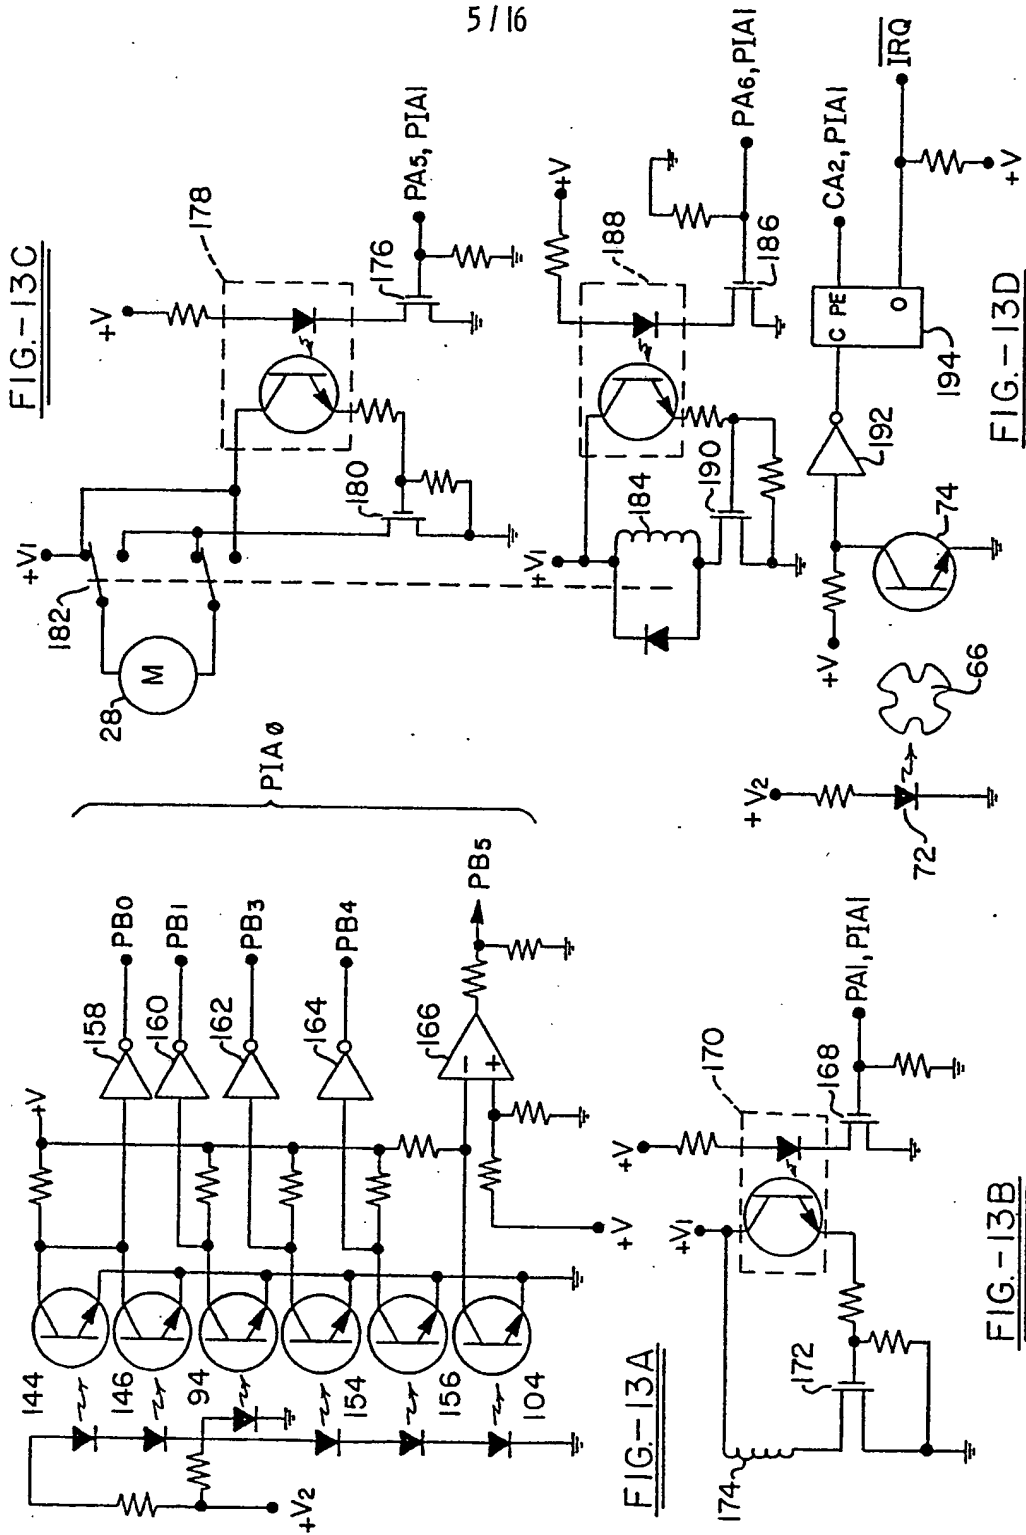 5/16
FIG.-13A
144
146
94
154
156
104
+V2
+V
158
160
162
164
166
PB0
PB1
PB3
PB4
PB5
PIAØ
+V
FIG.-13B
174
172
+V1
+V
170
168
PA1, PIA1
FIG.-13C
28
M
182
+V1
180
+V
178
176
PA5, PIA1
+V1
184
190
188
+V
186
PA6, PIA1
FIG.-13D
+V2
72
66
+V
74
192
C PE
O
194
CA2, PIA1
IRQ
+V